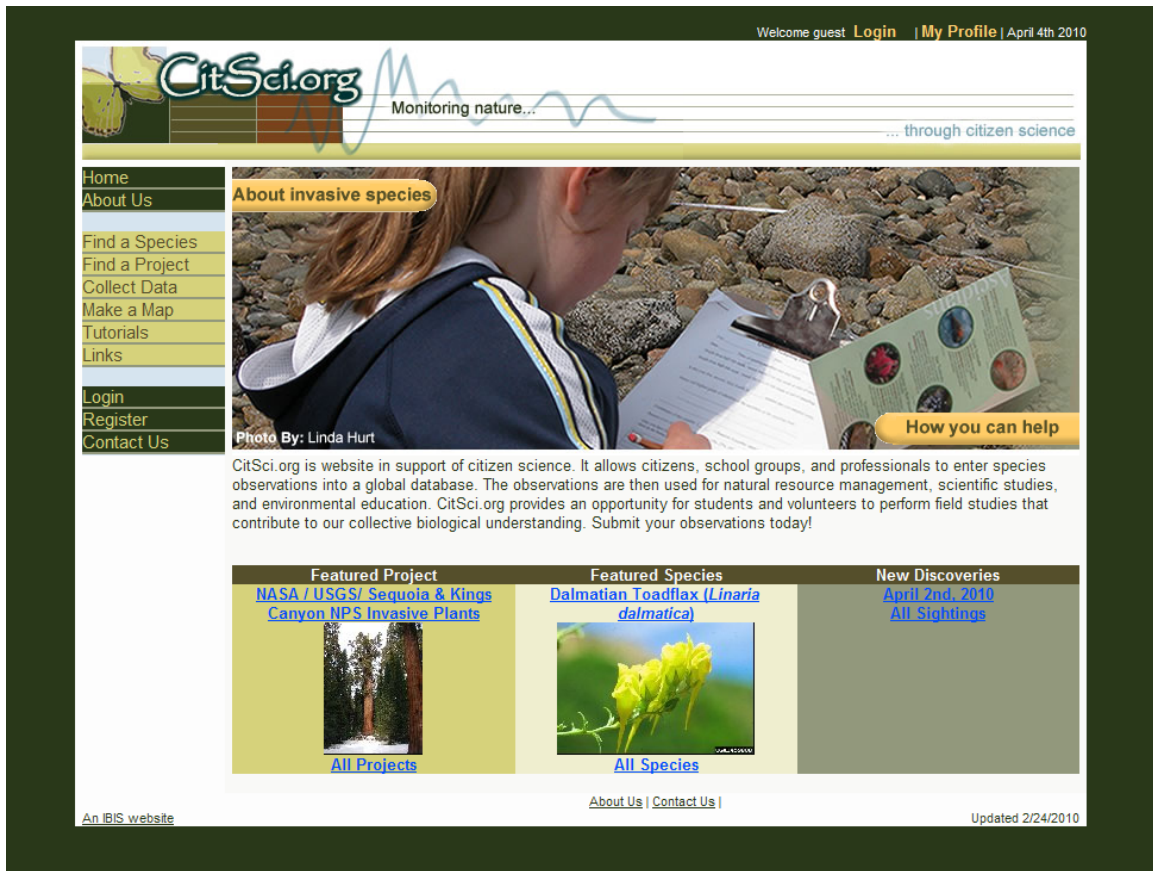 Welcome guest Login | My Profile | April 4th 2010
CitSci.org
Monitoring nature...
... through citizen science
Home
About Us
Find a Species
Find a Project
Collect Data
Make a Map
Tutorials
Links
Login
Register
Contact Us
About invasive species
How you can help
Photo By: Linda Hurt
CitSci.org is website in support of citizen science. It allows citizens, school groups, and professionals to enter species
observations into a global database. The observations are then used for natural resource management, scientific studies,
and environmental education. CitSci.org provides an opportunity for students and volunteers to perform field studies that
contribute to our collective biological understanding. Submit your observations today!
Featured Project
NASA / USGS/ Sequoia & Kings
Canyon NPS Invasive Plants
All Projects
Featured Species
Dalmatian Toadflax (Linaria
dalmatica)
All Species
New Discoveries
April 2nd, 2010
All Sightings
About Us | Contact Us |
An IBIS website
Updated 2/24/2010